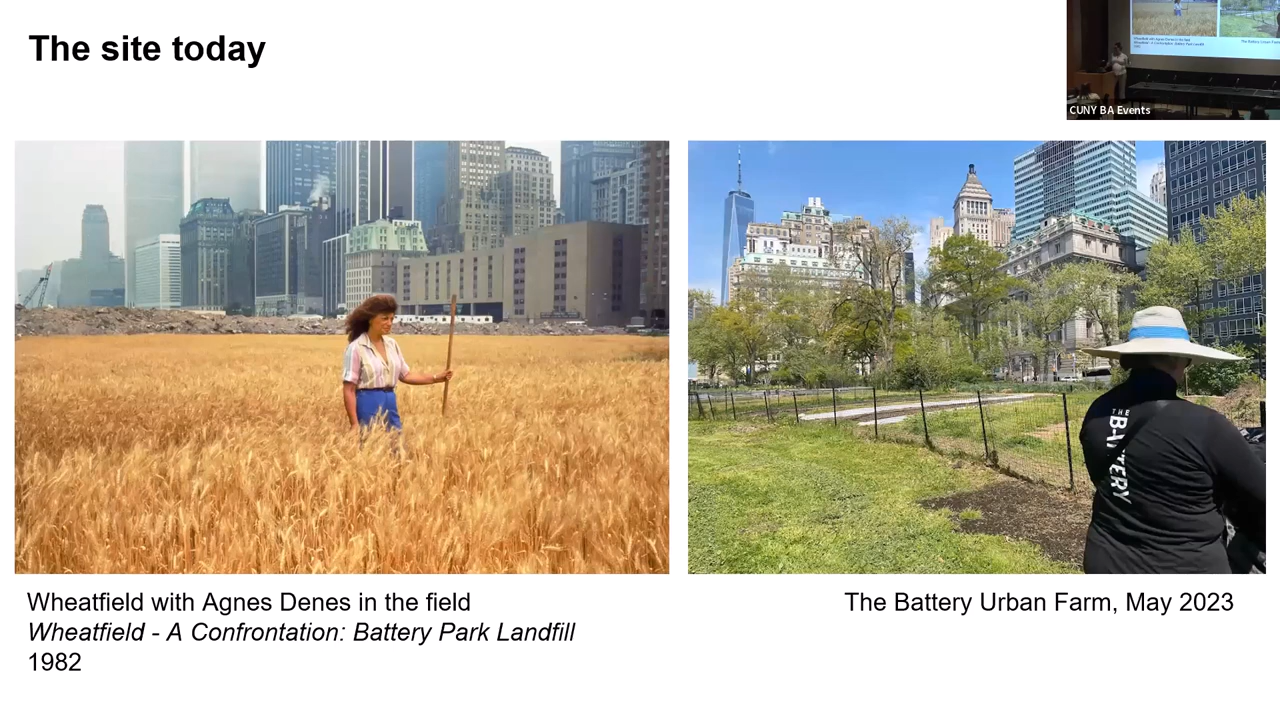 The site today
CUNY BA Events
THE
BATTERY
Wheatfield with Agnes Denes in the field
Wheatfield - A Confrontation: Battery Park Landfill
1982
The Battery Urban Farm, May 2023